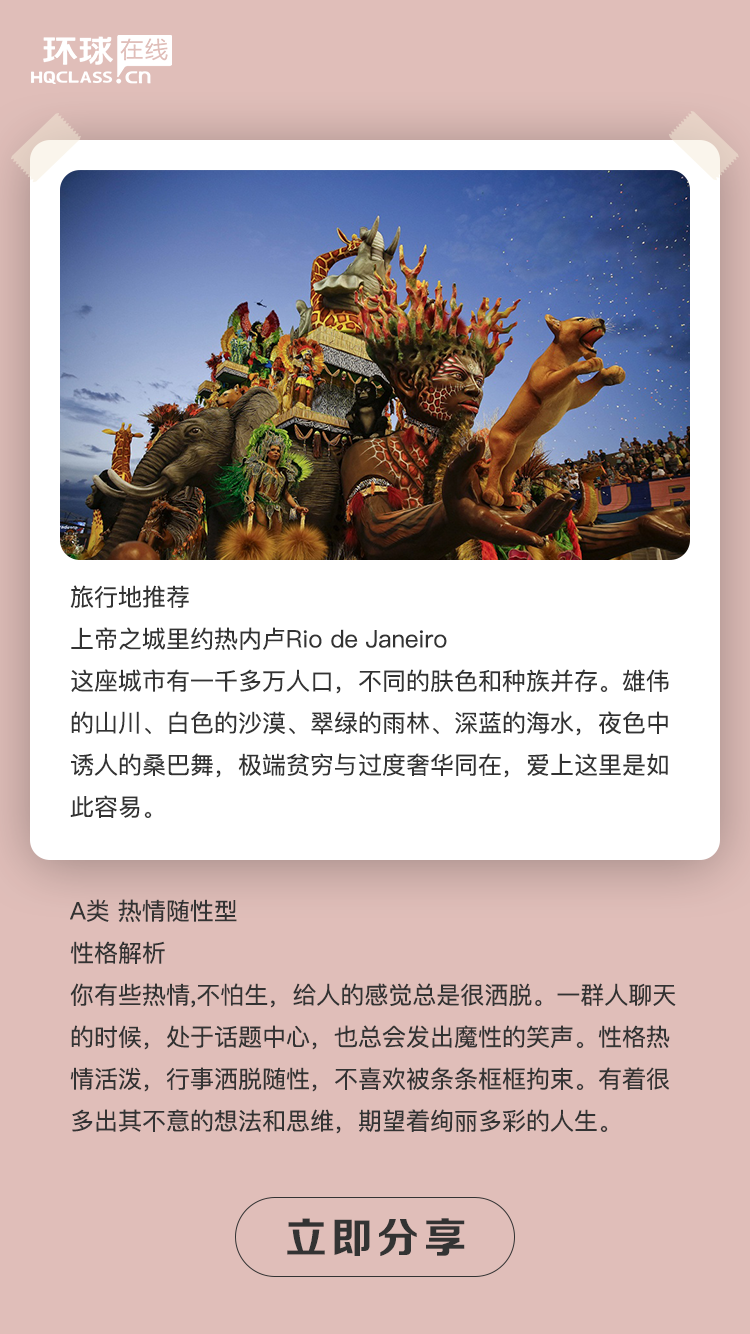 环球在线
HQCLASS.cn
旅行地推荐
上帝之城里约热内卢Rio de Janeiro
这座城市有一千多万人口，不同的肤色和种族并存。雄伟
的山川、白色的沙漠、翠绿的雨林、深蓝的海水，夜色中
诱人的桑巴舞，极端贫穷与过度奢华同在，爱上这里是如
此容易。
A类 热情随性型
性格解析
你有些热情,不怕生，给人的感觉总是很洒脱。一群人聊天
的时候，处于话题中心，也总会发出魔性的笑声。性格热
情活泼，行事洒脱随性，不喜欢被条条框框拘束。有着很
多出其不意的想法和思维，期望着绚丽多彩的人生。
立即分享